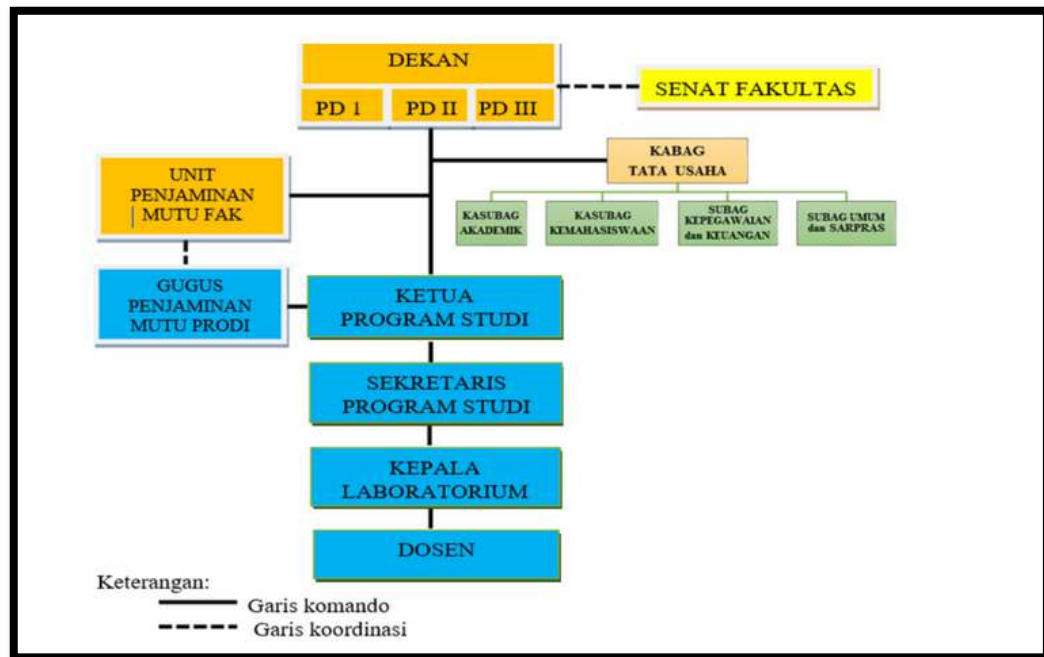 DEKAN
PD 1
PD II
PD III
SENAT FAKULTAS
KABAG
TATA USAHA
UNIT
PENJAMINAN
MUTU FAK
KASUBAG
AKADEMIK
KASUBAG
KEMAHASISWAAN
SUBAG
KEPEGAWAIAN
dan KEUANGAN
SUBAG UMUM
dan SARPRAS
GUGUS
PENJAMINAN
MUTU PRODI
KETUA
PROGRAM STUDI
SEKRETARIS
PROGRAM STUDI
KEPALA
LABORATORIUM
DOSEN
Keterangan:
Garis komando
Garis koordinasi